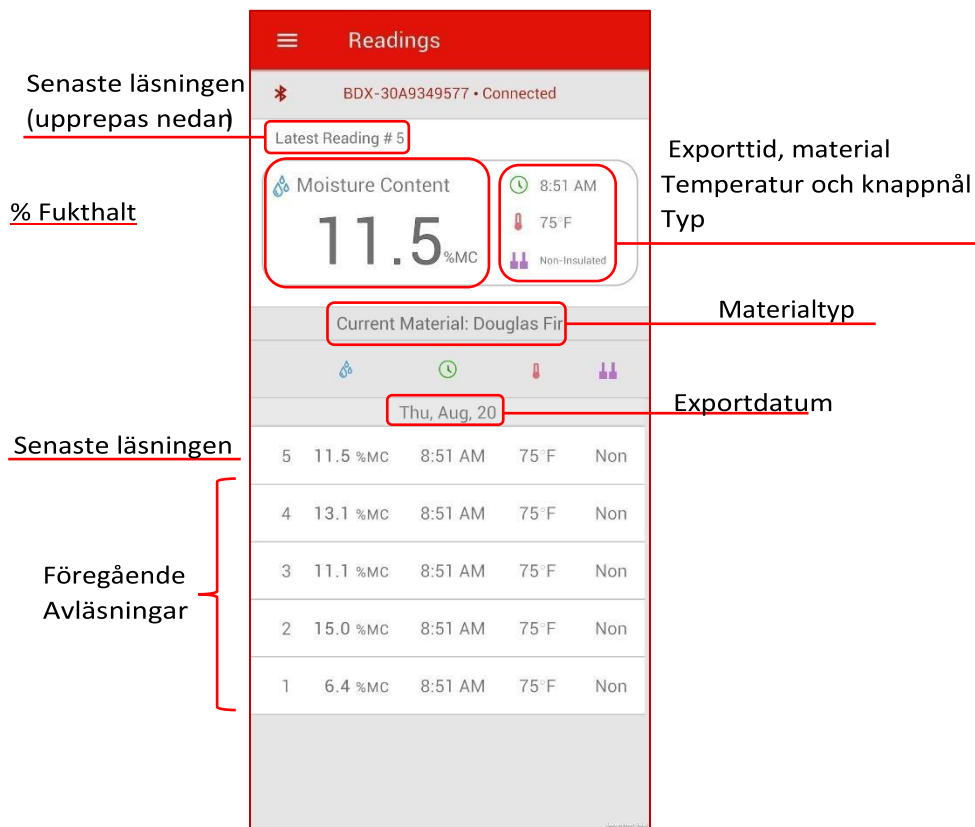 Readings
Senaste läsningen
(upprepas nedan)
BDX-30A9349577 • Connected
Latest Reading # 5
Moisture Content
11.5 %MC
8:51 AM
75°F
Non-Insulated
Exporttid, material
Temperatur och knappnål
Typ
% Fukthalt
Materialtyp
Current Material: Douglas Fir
Thu, Aug, 20
Exportdatum
Senaste läsningen
5 11.5 %MC 8:51 AM 75°F Non
4 13.1 %MC 8:51 AM 75°F Non
3 11.1 %MC 8:51 AM 75°F Non
2 15.0 %MC 8:51 AM 75°F Non
1 6.4 %MC 8:51 AM 75°F Non
Föregående
Avläsningar